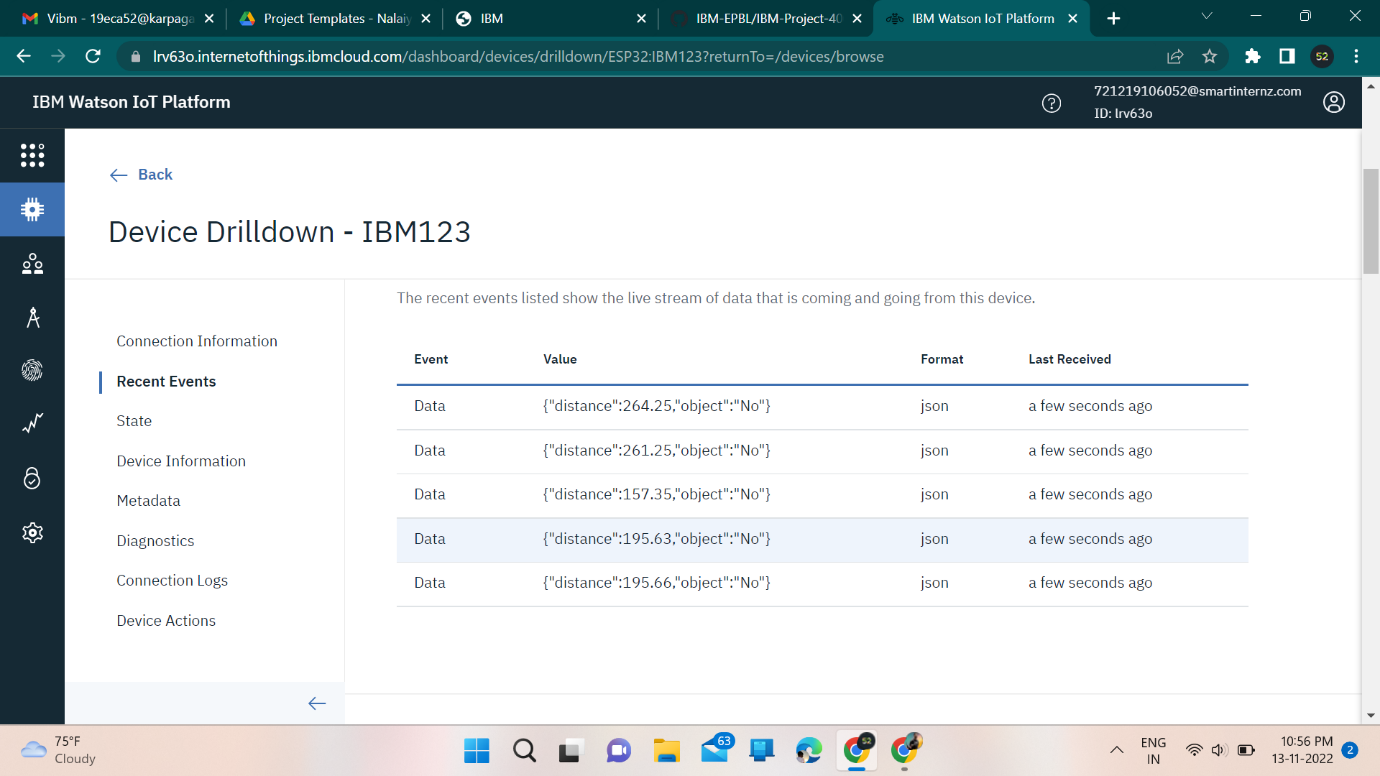 Vibm - 19eca52@karpaga
Project Templates - Nalaiy
IBM
IBM-EPBL/IBM-Project-40
IBM Watson IoT Platform
lrv63o.internetofthings.ibmcloud.com/dashboard/devices/drilldown/ESP32:IBM123?returnTo=/devices/browse
52
IBM Watson IoT Platform
721219106052@smartinternz.com
ID: lrv63o
Back
Device Drilldown - IBM123
Connection Information
Recent Events
State
Device Information
Metadata
Diagnostics
Connection Logs
Device Actions
The recent events listed show the live stream of data that is coming and going from this device.
Event Value Format Last Received
Data {"distance":264.25,"object":"No"} json a few seconds ago
Data {"distance":261.25,"object":"No"} json a few seconds ago
Data {"distance":157.35,"object":"No"} json a few seconds ago
Data {"distance":195.63,"object":"No"} json a few seconds ago
Data {"distance":195.66,"object":"No"} json a few seconds ago
75°F
Cloudy
63
52
ENG
IN
10:56 PM
13-11-2022
2